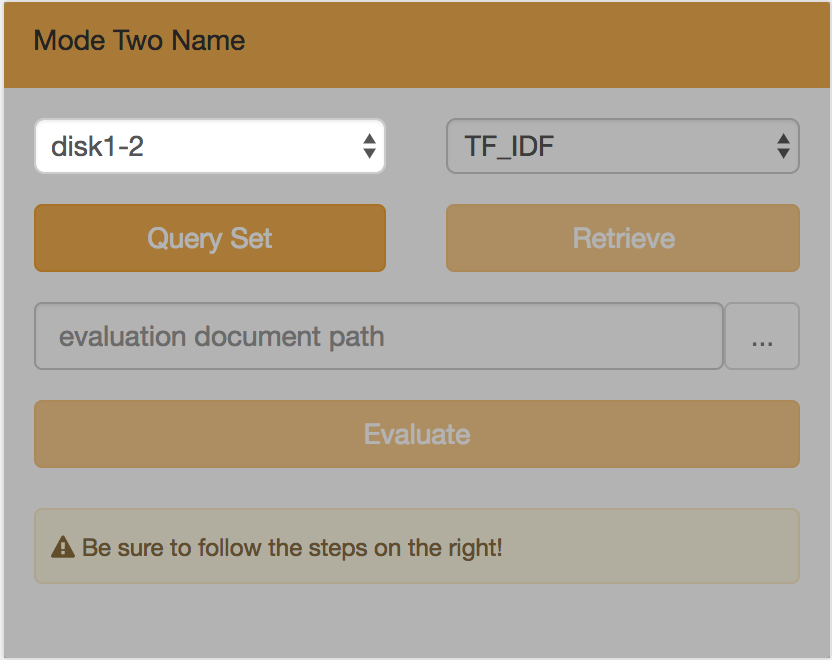 Mode Two Name
disk1-2
TF_IDF
Query Set
Retrieve
evaluation document path
...
Evaluate
Be sure to follow the steps on the right!